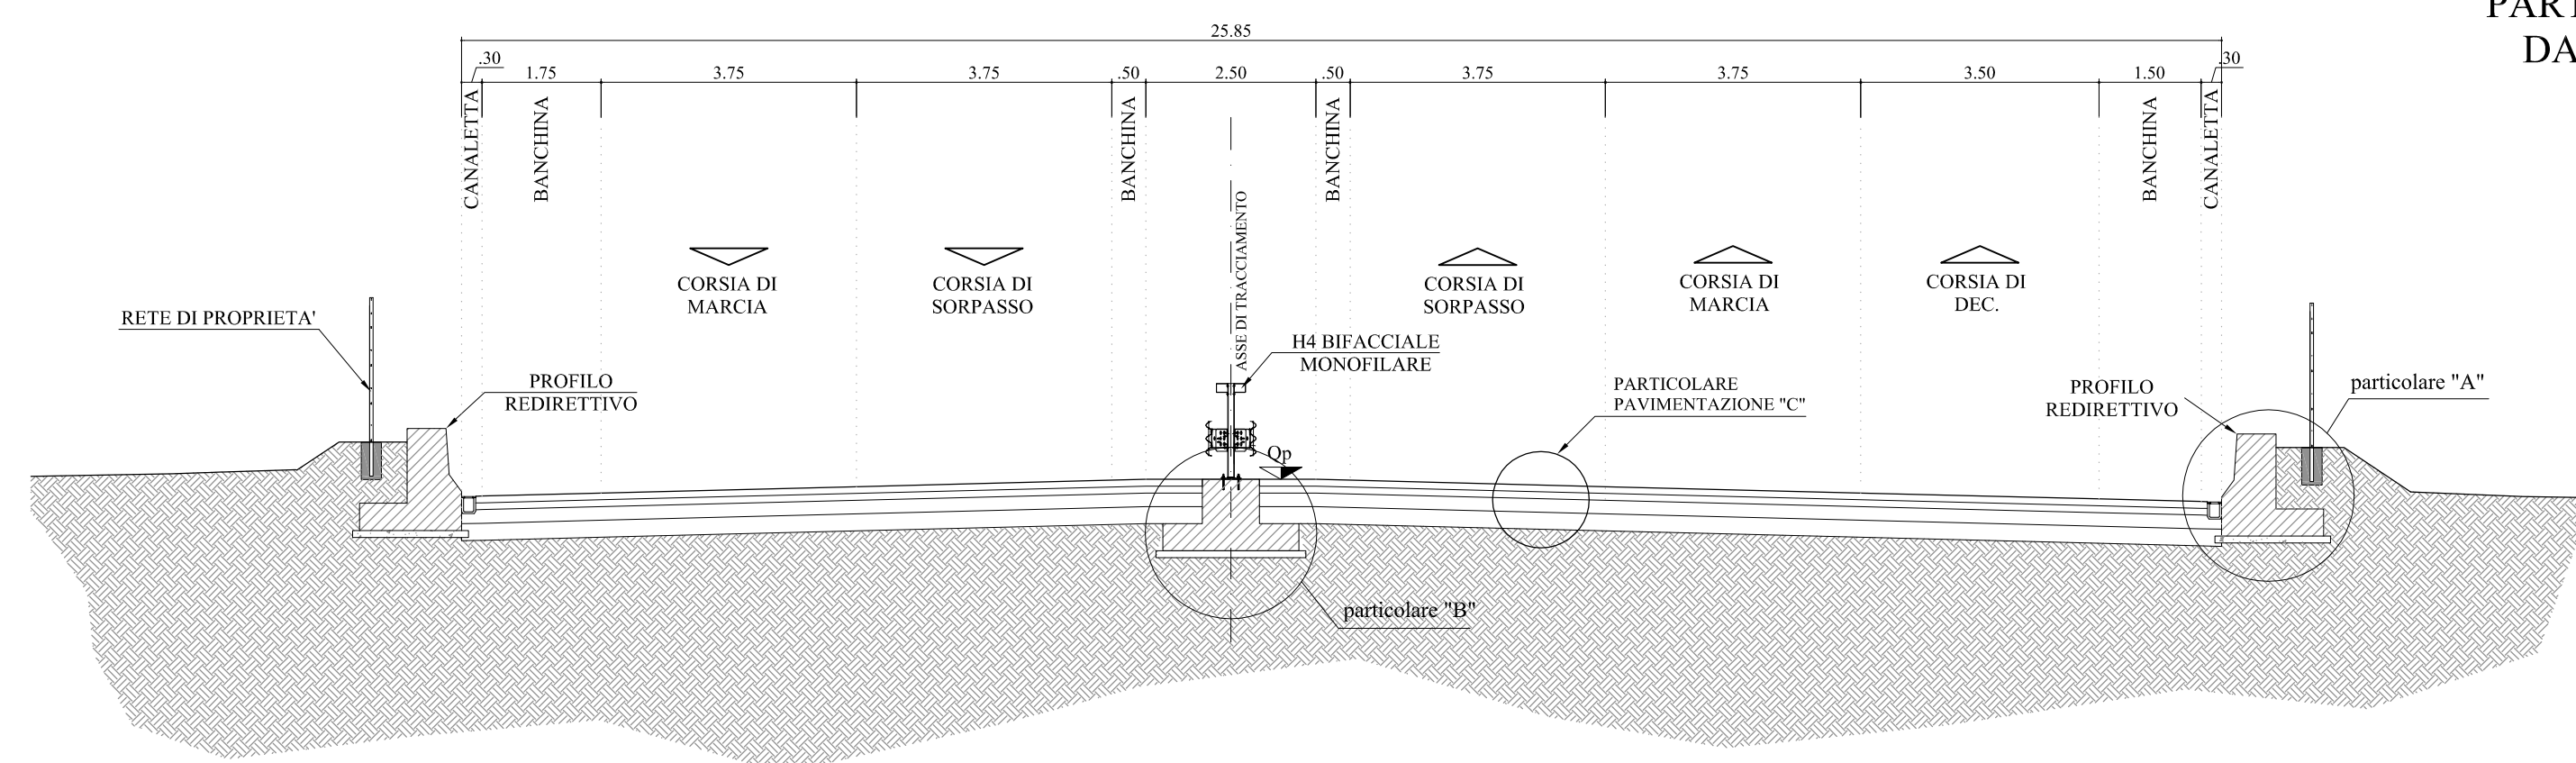 PART
DA
25.85
.30
1.75
3.75
3.75
.50
2.50
.50
3.75
3.75
3.50
1.50
.30
CANALETTA
BANCHINA
BANCHINA
BANCHINA
BANCHINA
CANALETTA
ASSE DI TRACCIAMENTO
CORSIA DI
MARCIA
CORSIA DI
SORPASSO
CORSIA DI
SORPASSO
CORSIA DI
MARCIA
CORSIA DI
DEC.
RETE DI PROPRIETA'
H4 BIFACCIALE
MONOFILARE
PROFILO
REDIRETTIVO
PARTICOLARE
PAVIMENTAZIONE "C"
PROFILO
REDIRETTIVO
particolare "A"
Qp
particolare "B"